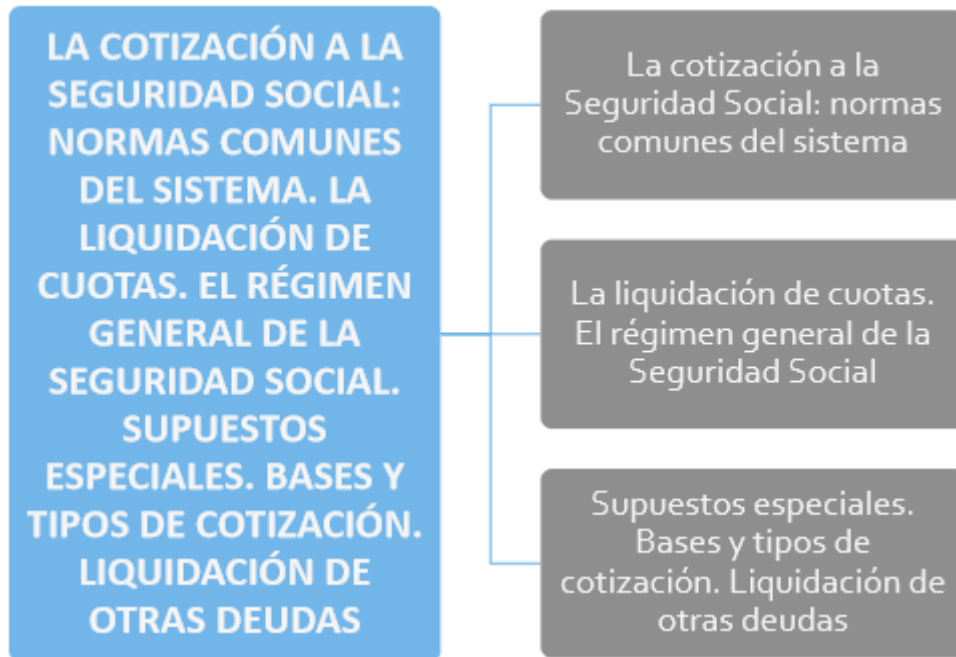 LA COTIZACIÓN A LA
SEGURIDAD SOCIAL:
NORMAS COMUNES
DEL SISTEMA. LA
LIQUIDACIÓN DE
CUOTAS. EL RÉGIMEN
GENERAL DE LA
SEGURIDAD SOCIAL.
SUPUESTOS
ESPECIALES. BASES Y
TIPOS DE COTIZACIÓN.
LIQUIDACIÓN DE
OTRAS DEUDAS
La cotización a la
Seguridad Social: normas
comunes del sistema
La liquidación de cuotas.
El régimen general de la
Seguridad Social
Supuestos especiales.
Bases y tipos de
cotización. Liquidación de
otras deudas